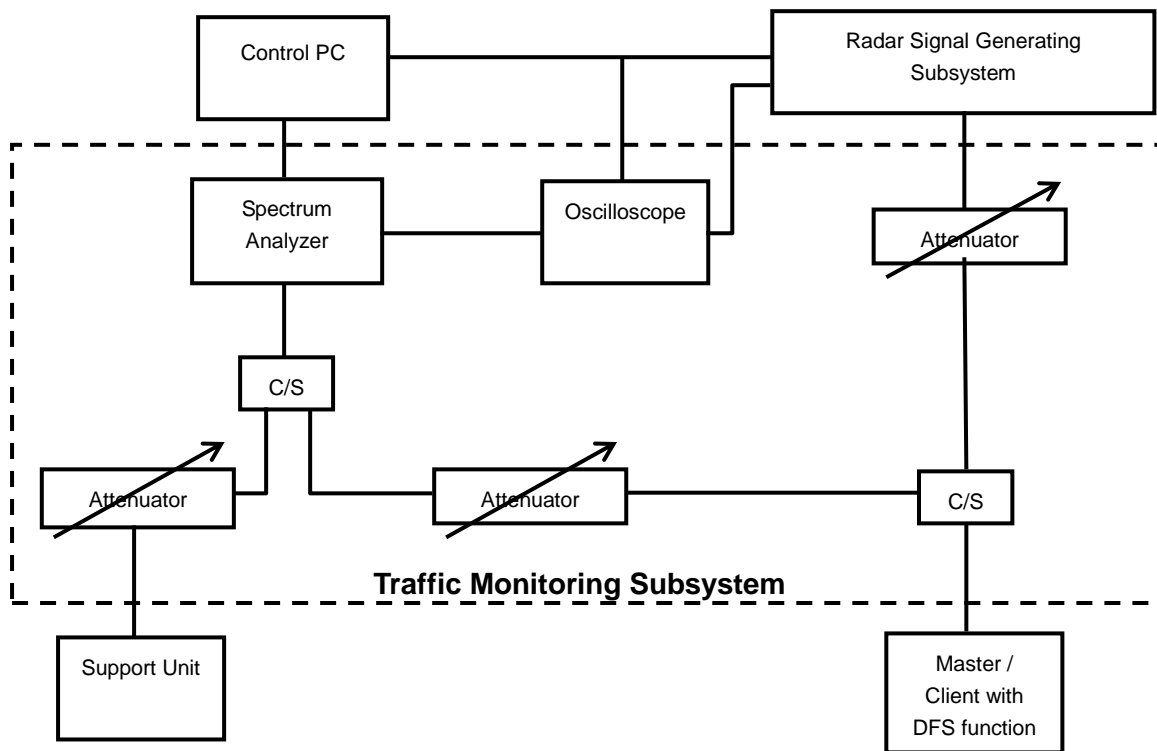 Control PC
Radar Signal Generating
Subsystem
Spectrum
Analyzer
Oscilloscope
Attenuator
C/S
Attenuator
Attenuator
C/S
Traffic Monitoring Subsystem
Support Unit
Master /
Client with
DFS function